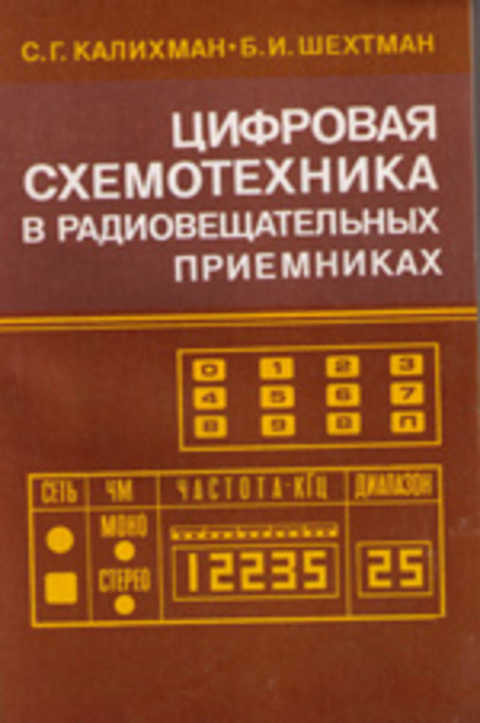 С. Г. КАЛИХМАН • Б. И. ШЕХТМАН
ЦИФРОВАЯ
СХЕМОТЕХНИКА
В РАДИОВЕЩАТЕЛЬНЫХ
ПРИЕМНИКАХ
0 1 2 3
4 5 6 7
8 9 В П
СЕТЬ ЧМ ЧАСТОТА-КГЦ ДИАПАЗОН
МОНО
12235 25
СТЕРЕО